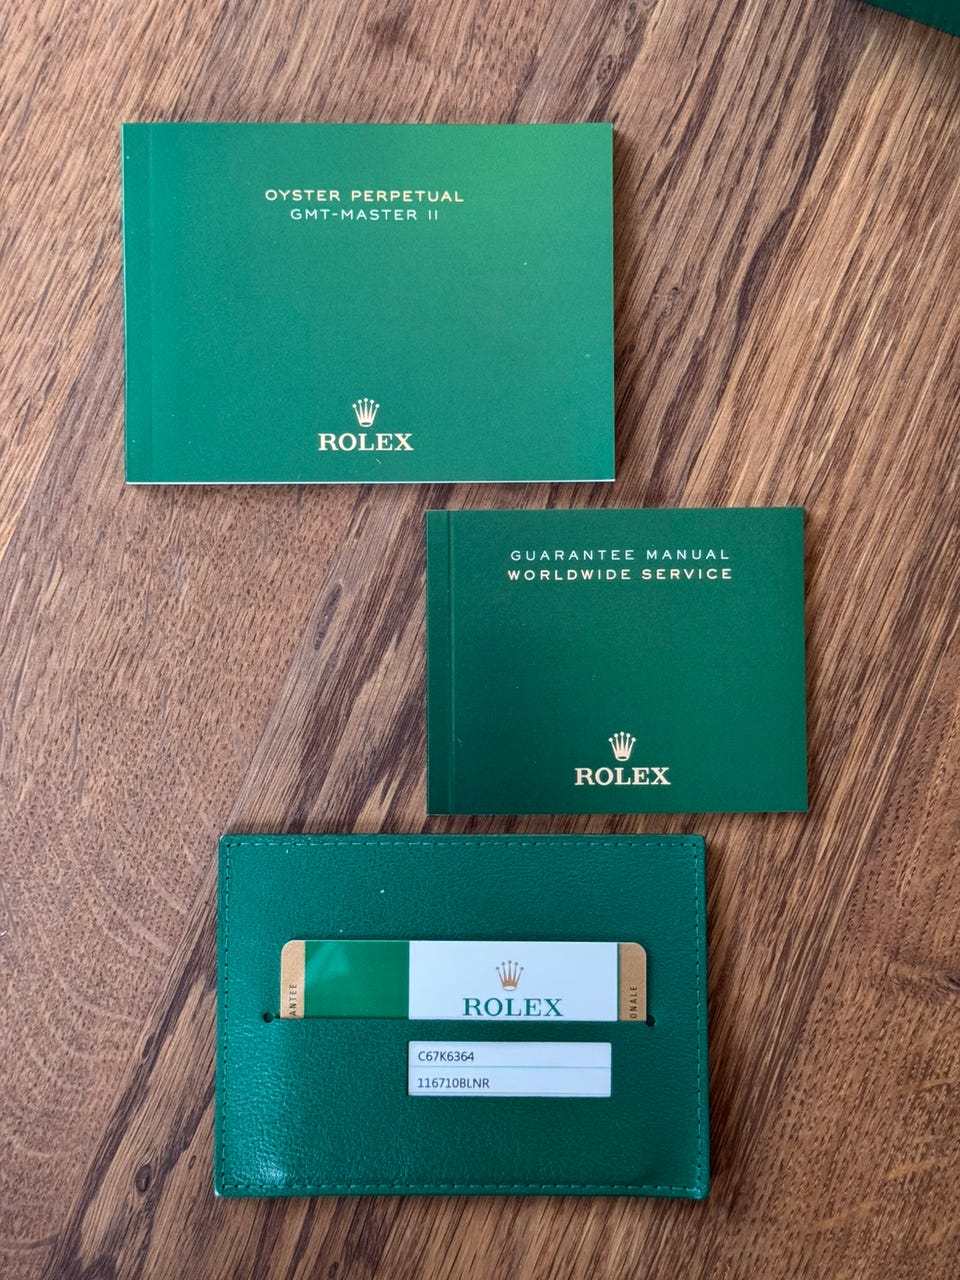 OYSTER PERPETUAL
GMT-MASTER II
ROLEX
GUARANTEE MANUAL
WORLDWIDE SERVICE
ROLEX
ANTEE
ROLEX
ONALE
C67K6364
116710BLNR